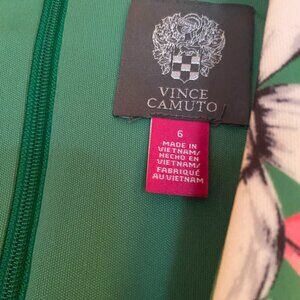 VINCE
CAMUTO
6
MADE IN
VIETNAM/
HECHO EN
VIETNAM/
FABRIQUÉ
AU VIETNAM